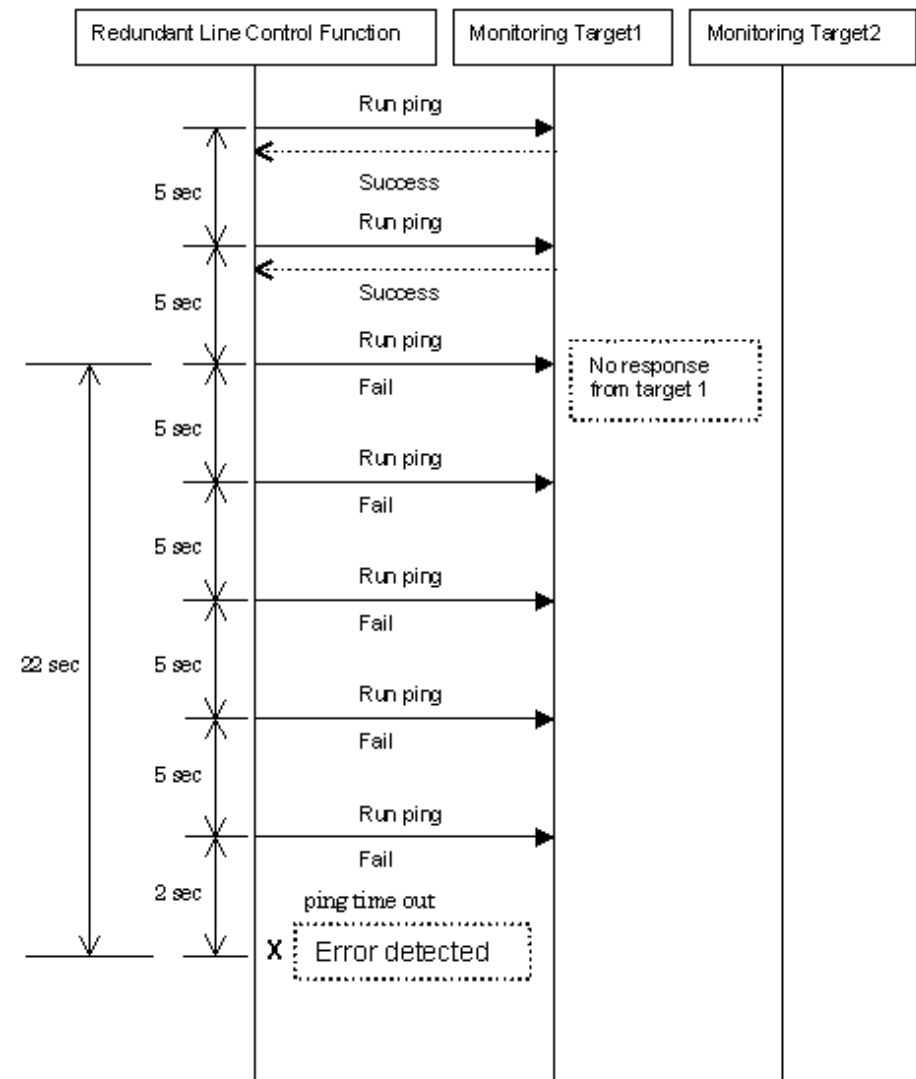 Redundant Line Control Function
Monitoring Target1
Monitoring Target2
Run ping
5 sec
Success
Run ping
5 sec
Success
Run ping
No response
from target 1
Fail
5 sec
Run ping
Fail
5 sec
Run ping
Fail
22 sec
5 sec
Run ping
Fail
5 sec
Run ping
Fail
2 sec
ping time out
X
Error detected